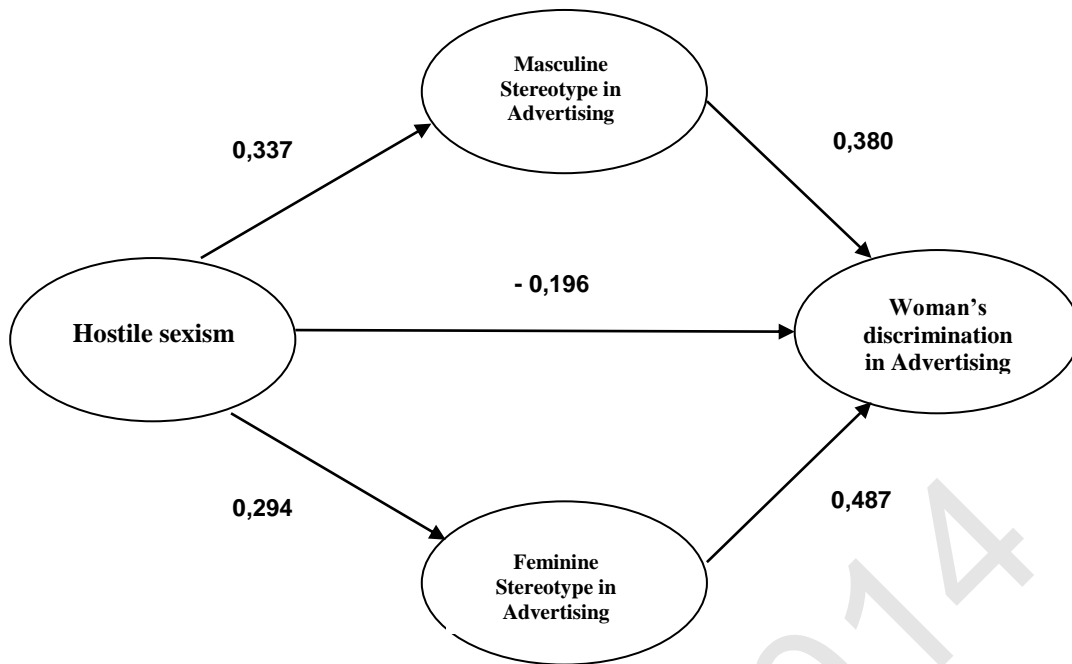 Masculine
Stereotype in
Advertising
0,337
0,380
- 0,196
Hostile sexism
Woman’s
discrimination
in Advertising
0,294
0,487
Feminine
Stereotype in
Advertising
014